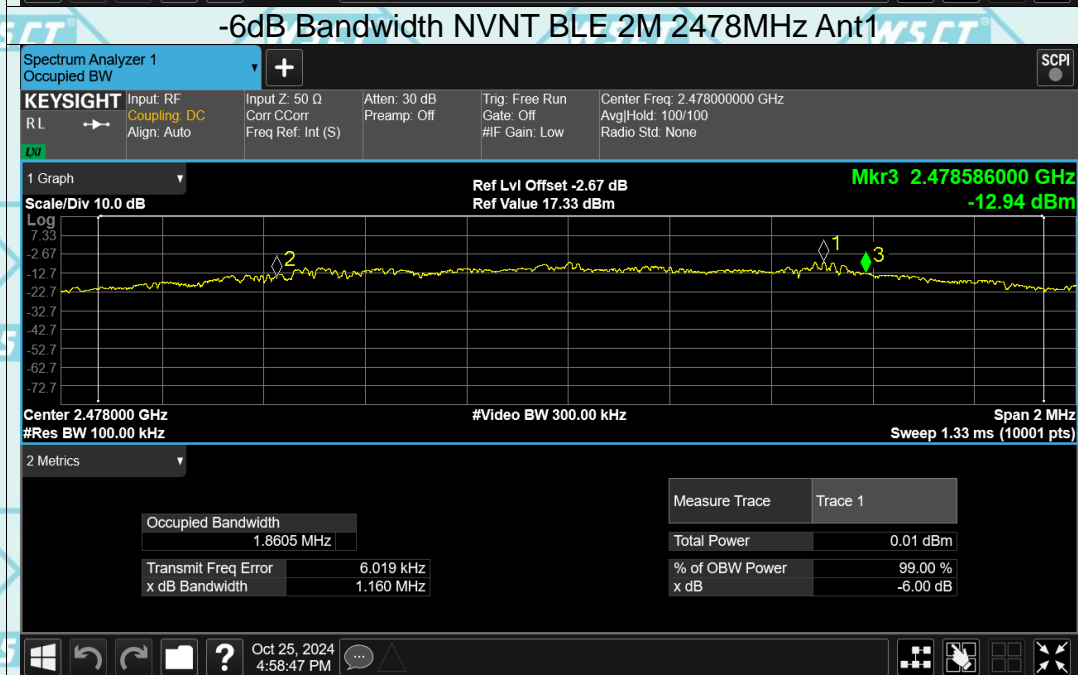 -6dB Bandwidth NVNT BLE 2M 2478MHz Ant1
Spectrum Analyzer 1
Occupied BW
+
SCPI
KEYSIGHT
R L
LXI
Input: RF
Coupling: DC
Align: Auto
Input Z: 50 Ω
Corr CCorr
Freq Ref: Int (S)
Atten: 30 dB
Preamp: Off
Trig: Free Run
Gate: Off
#IF Gain: Low
Center Freq: 2.478000000 GHz
Avg|Hold: 100/100
Radio Std: None
1 Graph
Scale/Div 10.0 dB
Ref Lvl Offset -2.67 dB
Ref Value 17.33 dBm
Mkr3 2.478586000 GHz
-12.94 dBm
Log
7.33
-2.67
-12.7
-22.7
-32.7
-42.7
-52.7
-62.7
-72.7
2
1
3
Center 2.478000 GHz
#Res BW 100.00 kHz
#Video BW 300.00 kHz
Span 2 MHz
Sweep 1.33 ms (10001 pts)
2 Metrics
Occupied Bandwidth
1.8605 MHz
Transmit Freq Error 6.019 kHz
x dB Bandwidth 1.160 MHz
Measure Trace Trace 1
Total Power 0.01 dBm
% of OBW Power 99.00 %
x dB -6.00 dB
?
Oct 25, 2024
4:58:47 PM